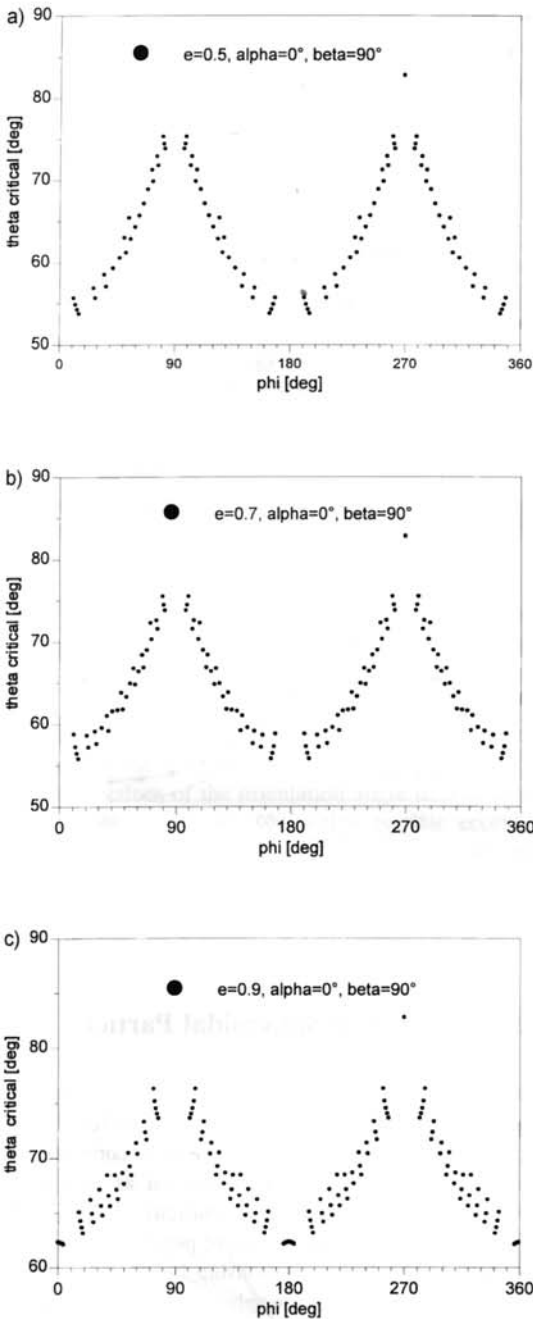 a)
90
80
70
60
50
theta critical [deg]
e=0.5, alpha=0°, beta=90°
0 90 180 270 360
phi [deg]
b)
90
80
70
60
50
theta critical [deg]
e=0.7, alpha=0°, beta=90°
0 90 180 270 360
phi [deg]
c)
90
80
70
60
theta critical [deg]
e=0.9, alpha=0°, beta=90°
0 90 180 270 360
phi [deg]